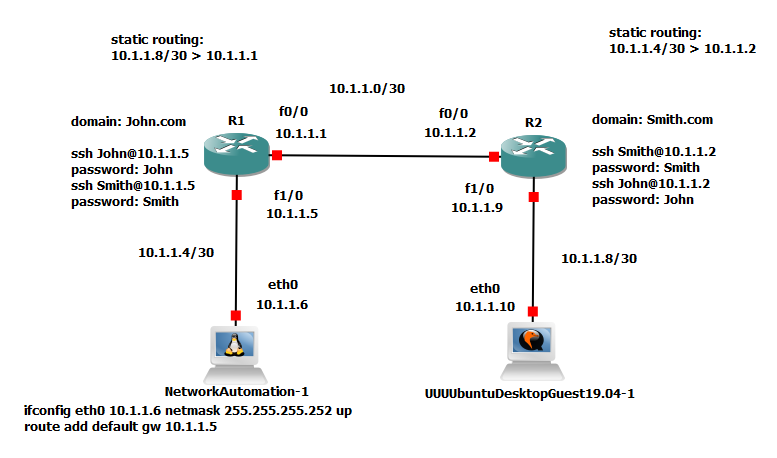 static routing:
10.1.1.8/30 > 10.1.1.1
static routing:
10.1.1.4/30 > 10.1.1.2
10.1.1.0/30
domain: John.com
R1
f0/0
10.1.1.1
f0/0
10.1.1.2
R2
domain: Smith.com
ssh John@10.1.1.5
password: John
ssh Smith@10.1.1.5
password: Smith
ssh Smith@10.1.1.2
password: Smith
ssh John@10.1.1.2
password: John
f1/0
10.1.1.5
f1/0
10.1.1.9
10.1.1.4/30
10.1.1.8/30
eth0
10.1.1.6
eth0
10.1.1.10
NetworkAutomation-1
UUUUbuntuDesktopGuest19.04-1
ifconfig eth0 10.1.1.6 netmask 255.255.255.252 up
route add default gw 10.1.1.5